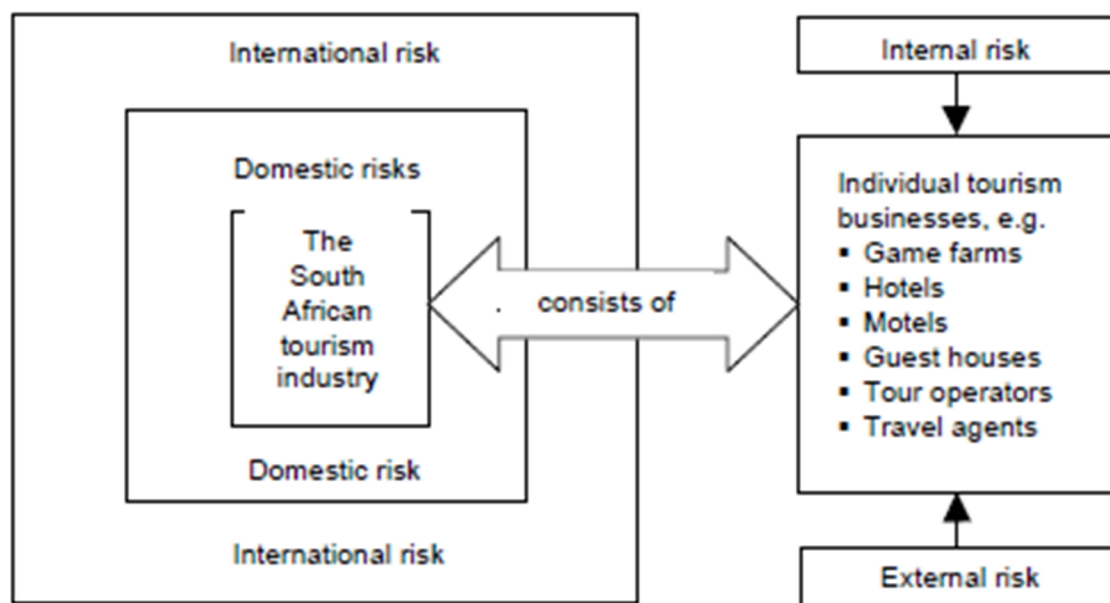 International risk
Domestic risks
The
South
African
tourism
industry
Domestic risk
International risk
. consists of
Internal risk
Individual tourism
businesses, e.g.
▪ Game farms
▪ Hotels
▪ Motels
▪ Guest houses
▪ Tour operators
▪ Travel agents
External risk